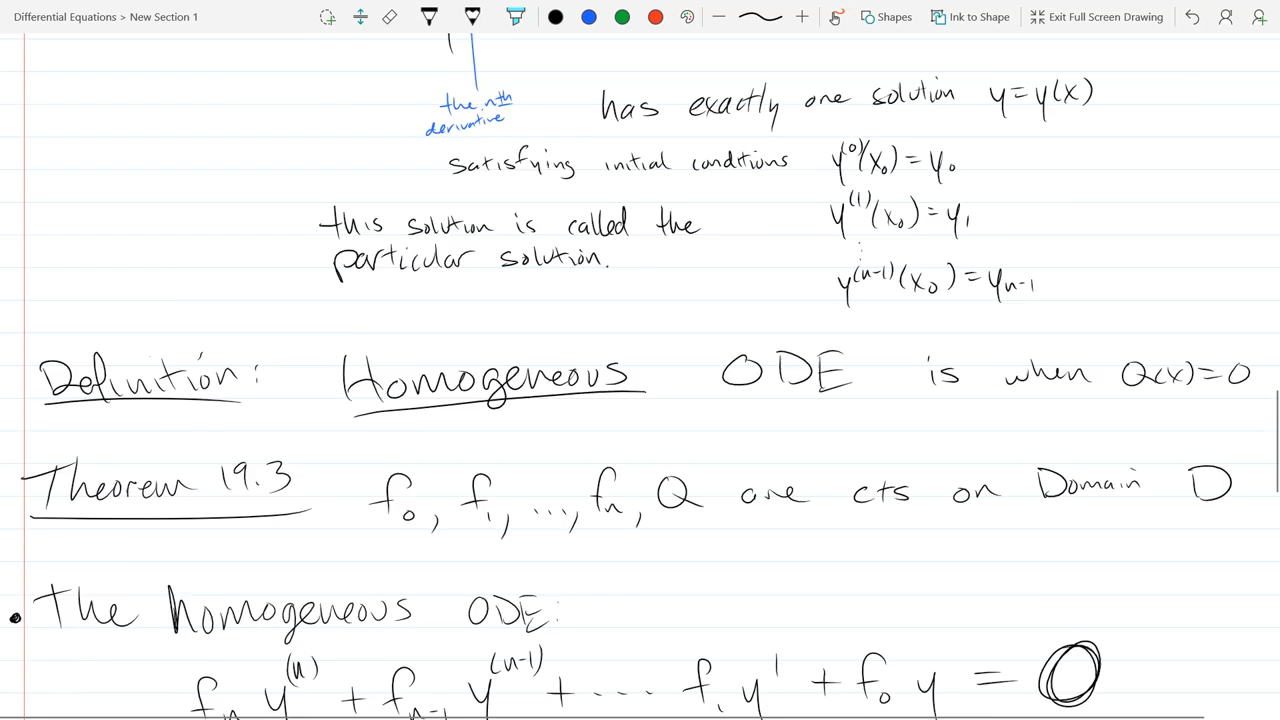 Differential Equations > New Section 1
Shapes
Ink to Shape
Exit Full Screen Drawing
the nth
derivative
has exactly one solution y=y(x)
satisfying initial conditions y^(0)(x₀)=y₀
y^(1)(x₀)=y₁
⋮
y^(n-1)(x₀)=yn-1
this solution is called the
particular solution.
Definition: Homogeneous ODE is when Q(x)=0
Theorem 19.3 f₀, f₁, ..., fn, Q are cts on Domain D
• The homogeneous ODE:
fn y^(n) + fn-1 y^(n-1) + .... f₁ y' + f₀ y = 0